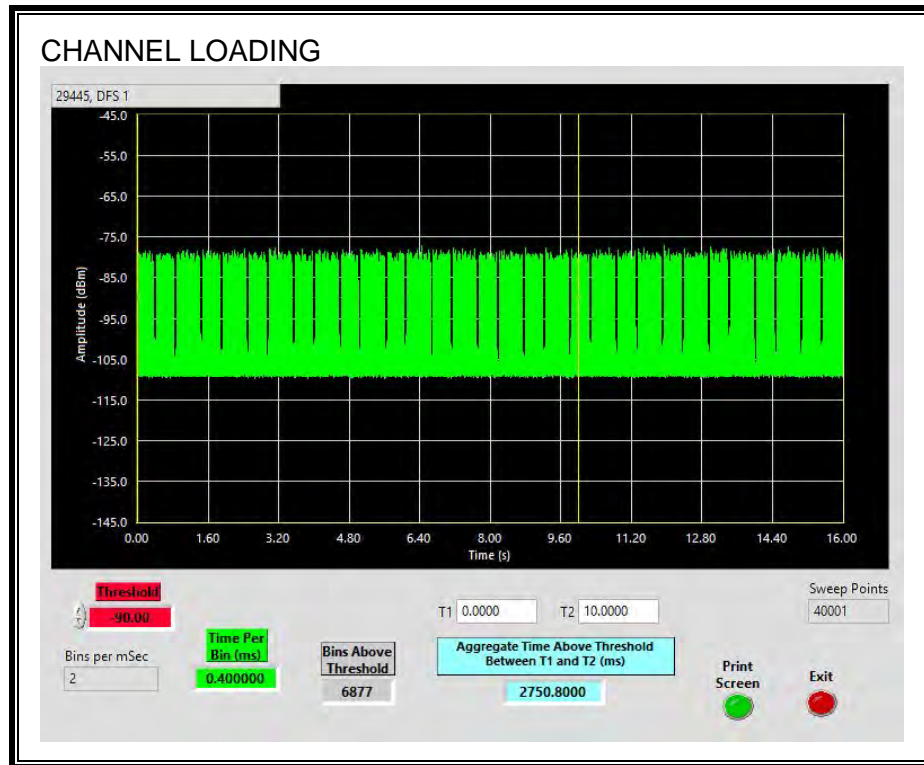 CHANNEL LOADING
29445, DFS 1
-45.0
-55.0
-65.0
-75.0
-85.0
-95.0
-105.0
-115.0
-125.0
-135.0
-145.0
Amplitude (dBm)
0.00 1.60 3.20 4.80 6.40 8.00 9.60 11.20 12.80 14.40 16.00
Time (s)
Threshold
-90.00
Bins per mSec
2
Time Per
Bin (ms)
0.400000
Bins Above
Threshold
6877
T1 0.0000 T2 10.0000
Aggregate Time Above Threshold
Between T1 and T2 (ms)
2750.8000
Sweep Points
40001
Print
Screen
Exit